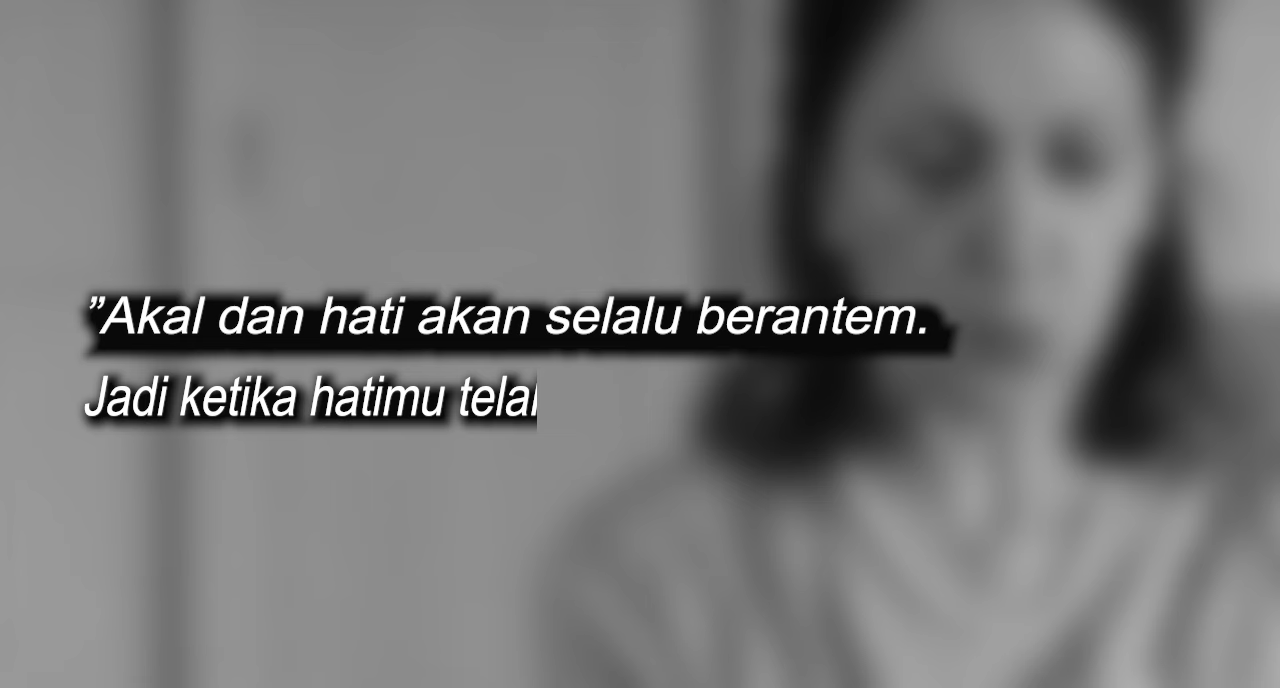 ”Akal dan hati akan selalu berantem.
Jadi ketika hatimu